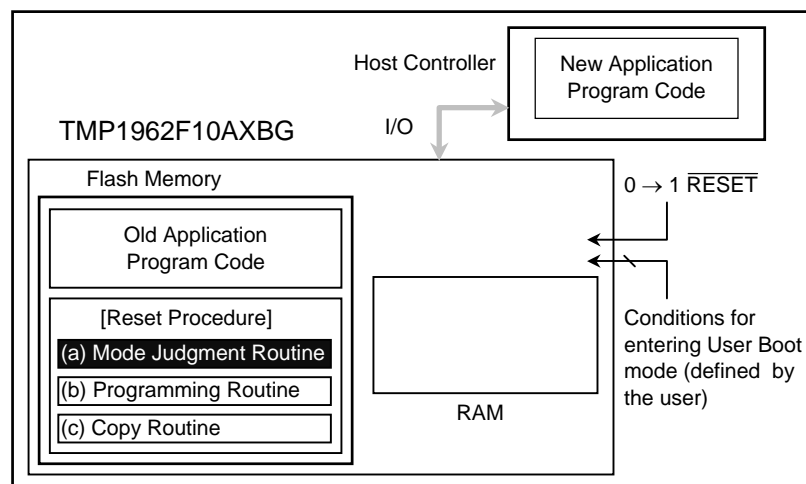 Host Controller
New Application
Program Code
TMP1962F10AXBG
I/O
Flash Memory
0 → 1 RESET
Old Application
Program Code
[Reset Procedure]
(a) Mode Judgment Routine
(b) Programming Routine
(c) Copy Routine
RAM
Conditions for
entering User Boot
mode (defined by
the user)